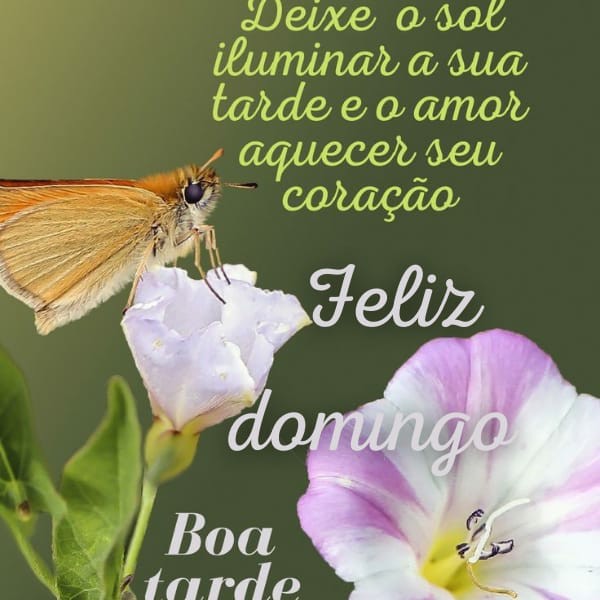 Deixe o sol
iluminar a sua
tarde e o amor
aquecer seu
coração
Feliz
domingo
Boa
tarde